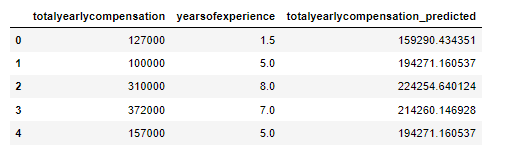 totalyearlycompensation yearsofexperience totalyearlycompensation_predicted
0 127000 1.5 159290.434351
1 100000 5.0 194271.160537
2 310000 8.0 224254.640124
3 372000 7.0 214260.146928
4 157000 5.0 194271.160537